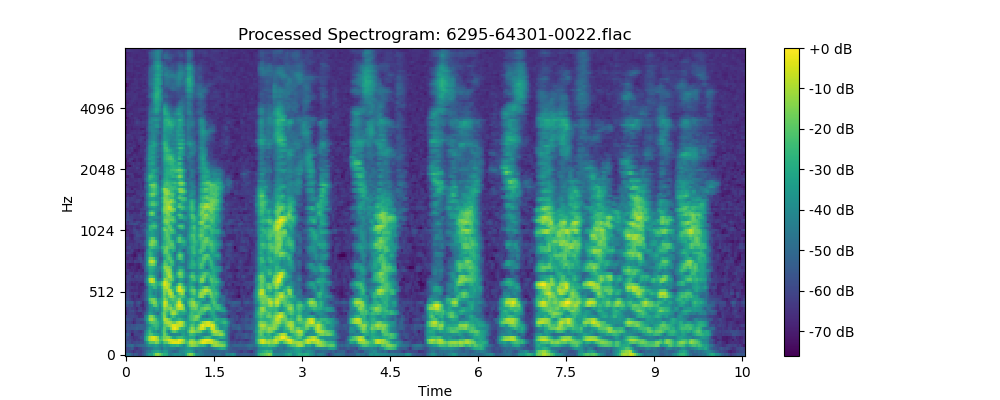 Processed Spectrogram: 6295-64301-0022.flac
Hz
4096
2048
1024
512
0
0 1.5 3 4.5 6 7.5 9 10
Time
+0 dB
-10 dB
-20 dB
-30 dB
-40 dB
-50 dB
-60 dB
-70 dB